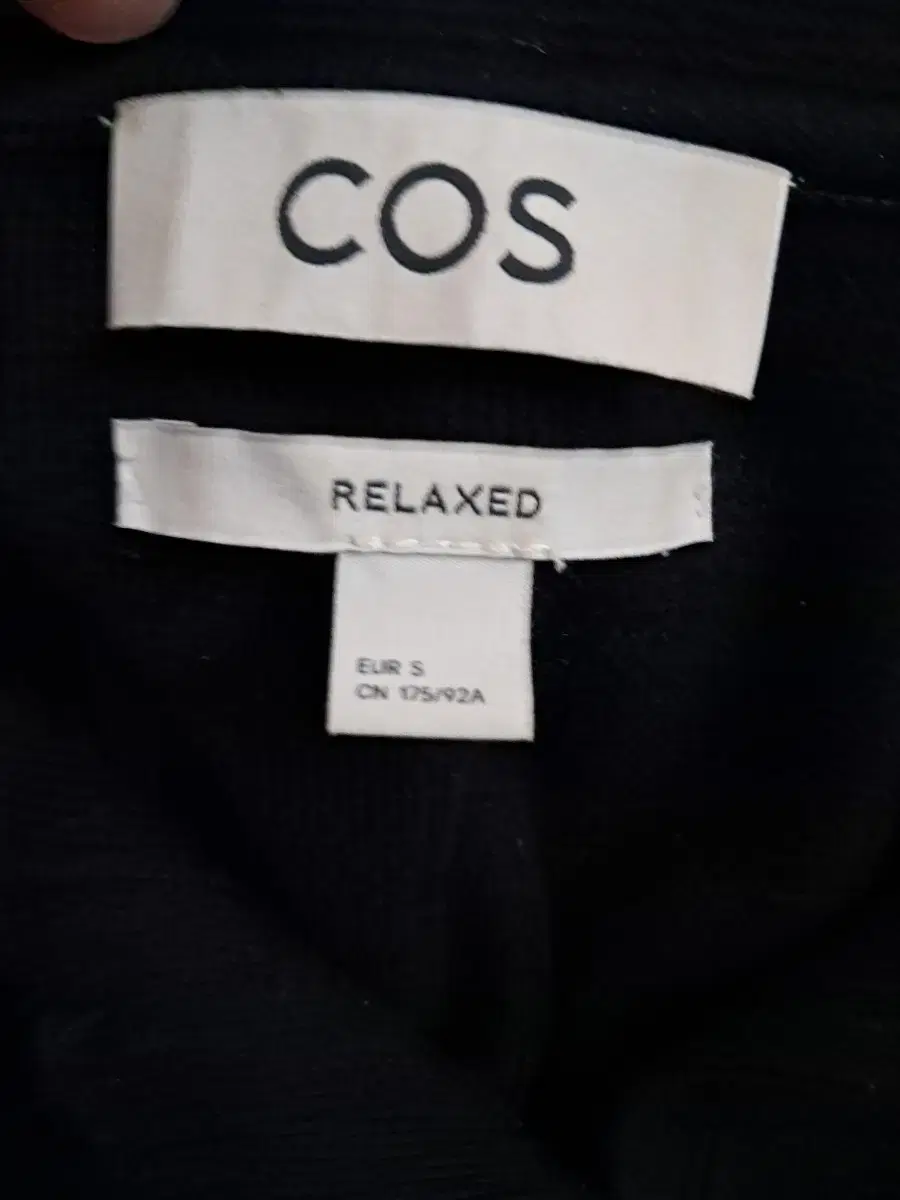 COS
RELAXED
EUR S
CN 175/92A